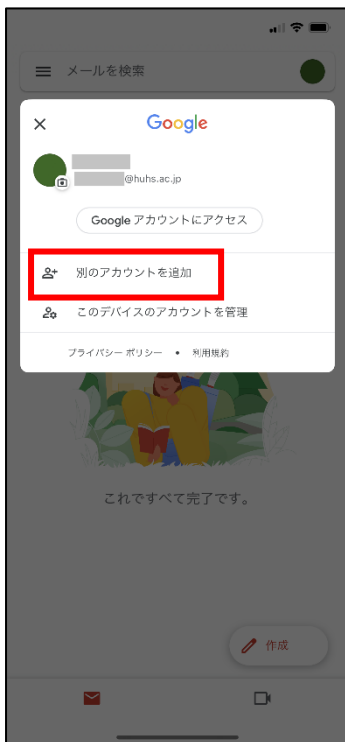 メールを検索
Google
@huhs.ac.jp
Google アカウントにアクセス
別のアカウントを追加
このデバイスのアカウントを管理
プライバシー ポリシー • 利用規約
これですべて完了です。
作成